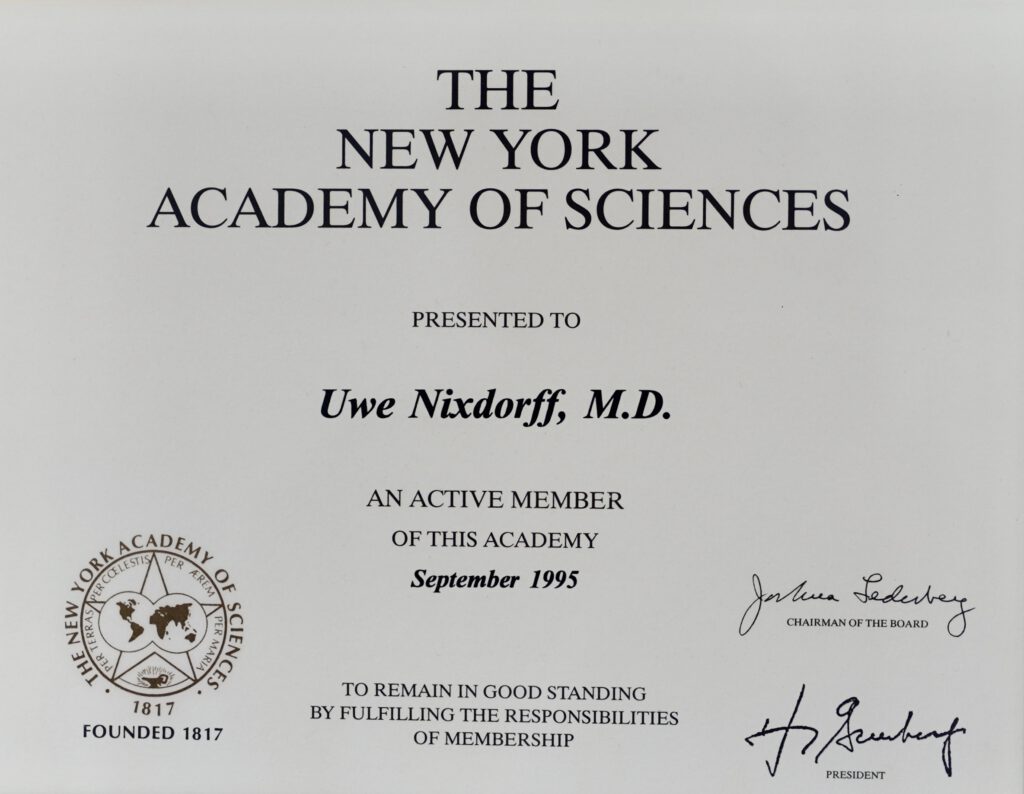 THE
NEW YORK
ACADEMY OF SCIENCES
PRESENTED TO
Uwe Nixdorff, M.D.
AN ACTIVE MEMBER
OF THIS ACADEMY
September 1995
THE NEW YORK ACADEMY OF SCIENCES
PER TERRAS PER CŒLESTIS PER ÆREM PER MARIA
1817
FOUNDED 1817
TO REMAIN IN GOOD STANDING
BY FULFILLING THE RESPONSIBILITIES
OF MEMBERSHIP
Joshua Lederberg
CHAIRMAN OF THE BOARD
PRESIDENT